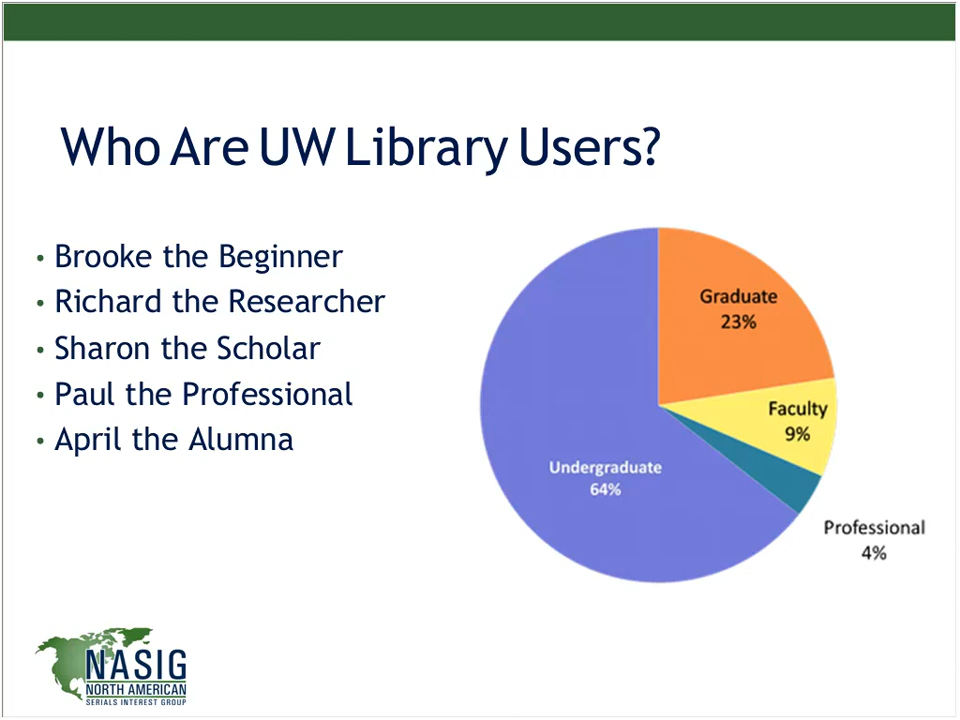 Who Are UW Library Users?
• Brooke the Beginner
• Richard the Researcher
• Sharon the Scholar
• Paul the Professional
• April the Alumna
Graduate
23%
Faculty
9%
Undergraduate
64%
Professional
4%
NASIG
NORTH AMERICAN
SERIALS INTEREST GROUP